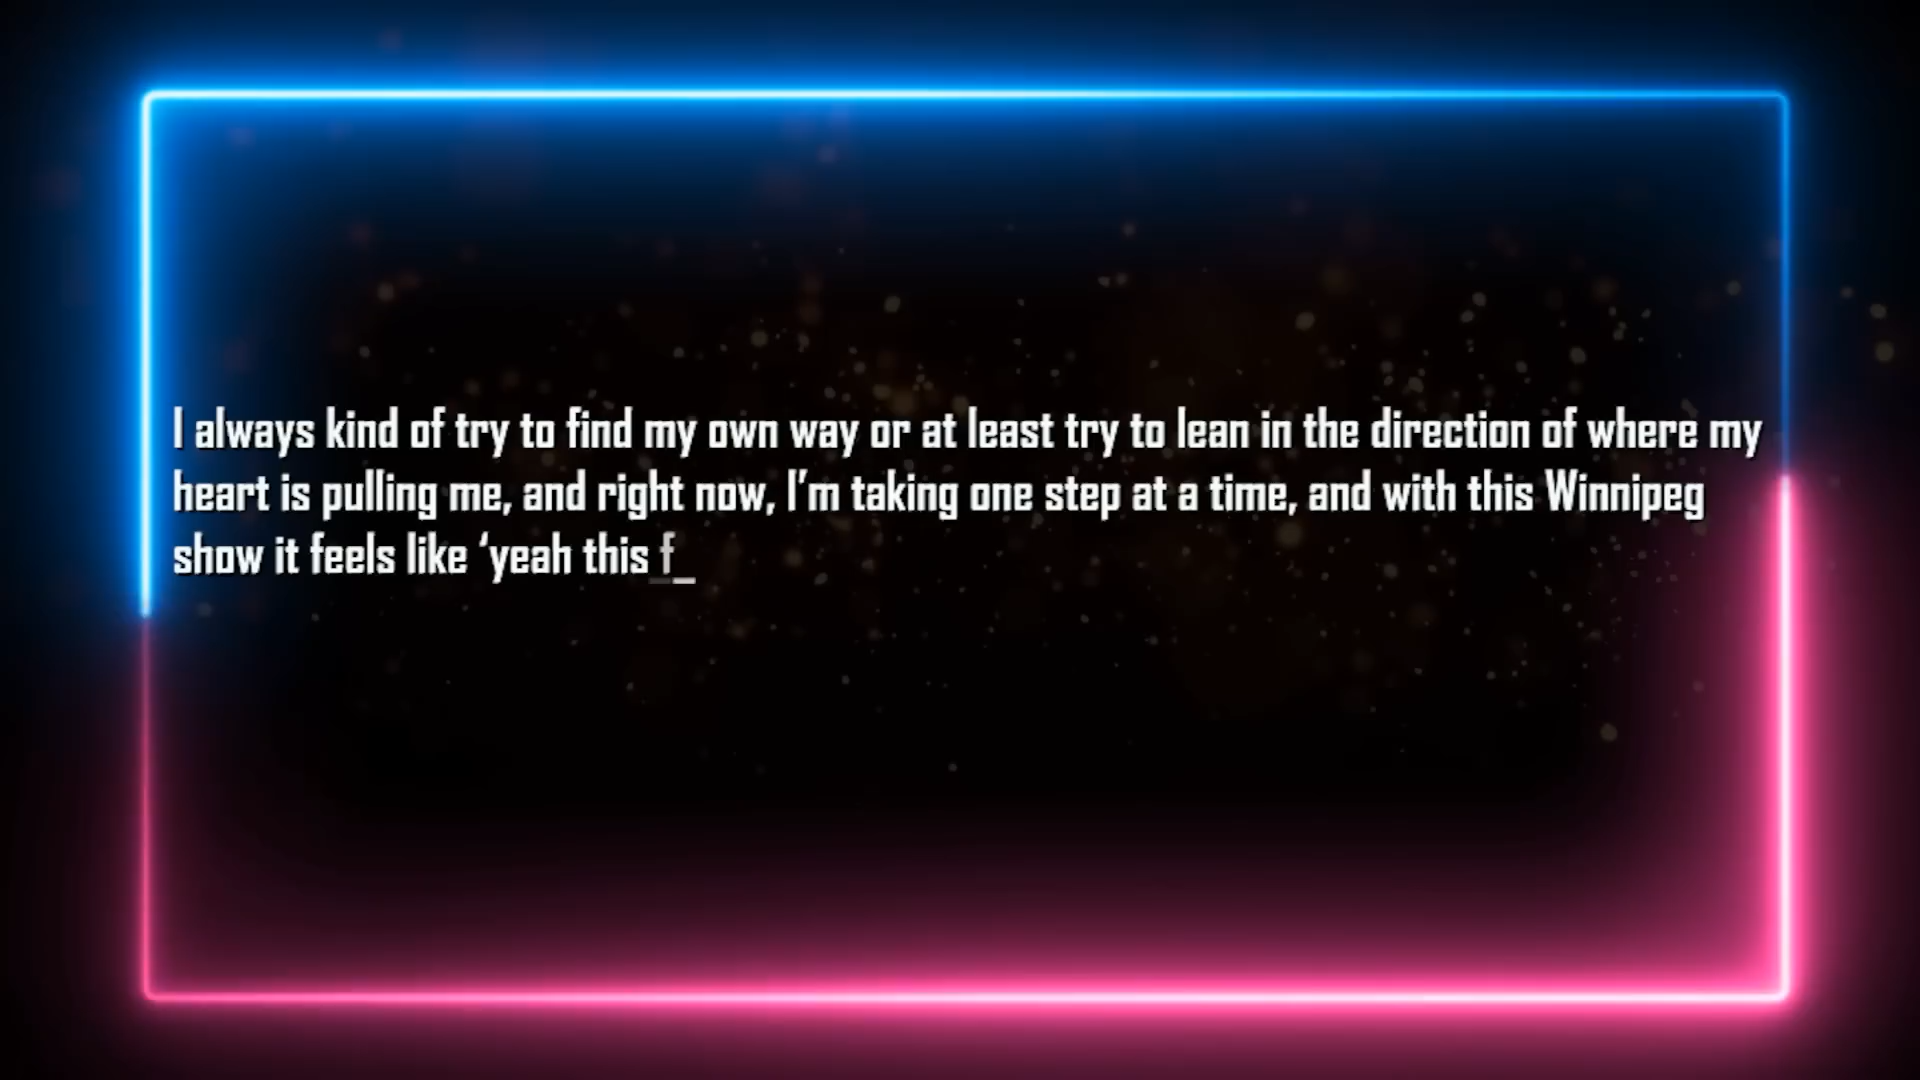 I always kind of try to find my own way or at least try to lean in the direction of where my
heart is pulling me, and right now, I’m taking one step at a time, and with this Winnipeg
show it feels like ‘yeah this f_